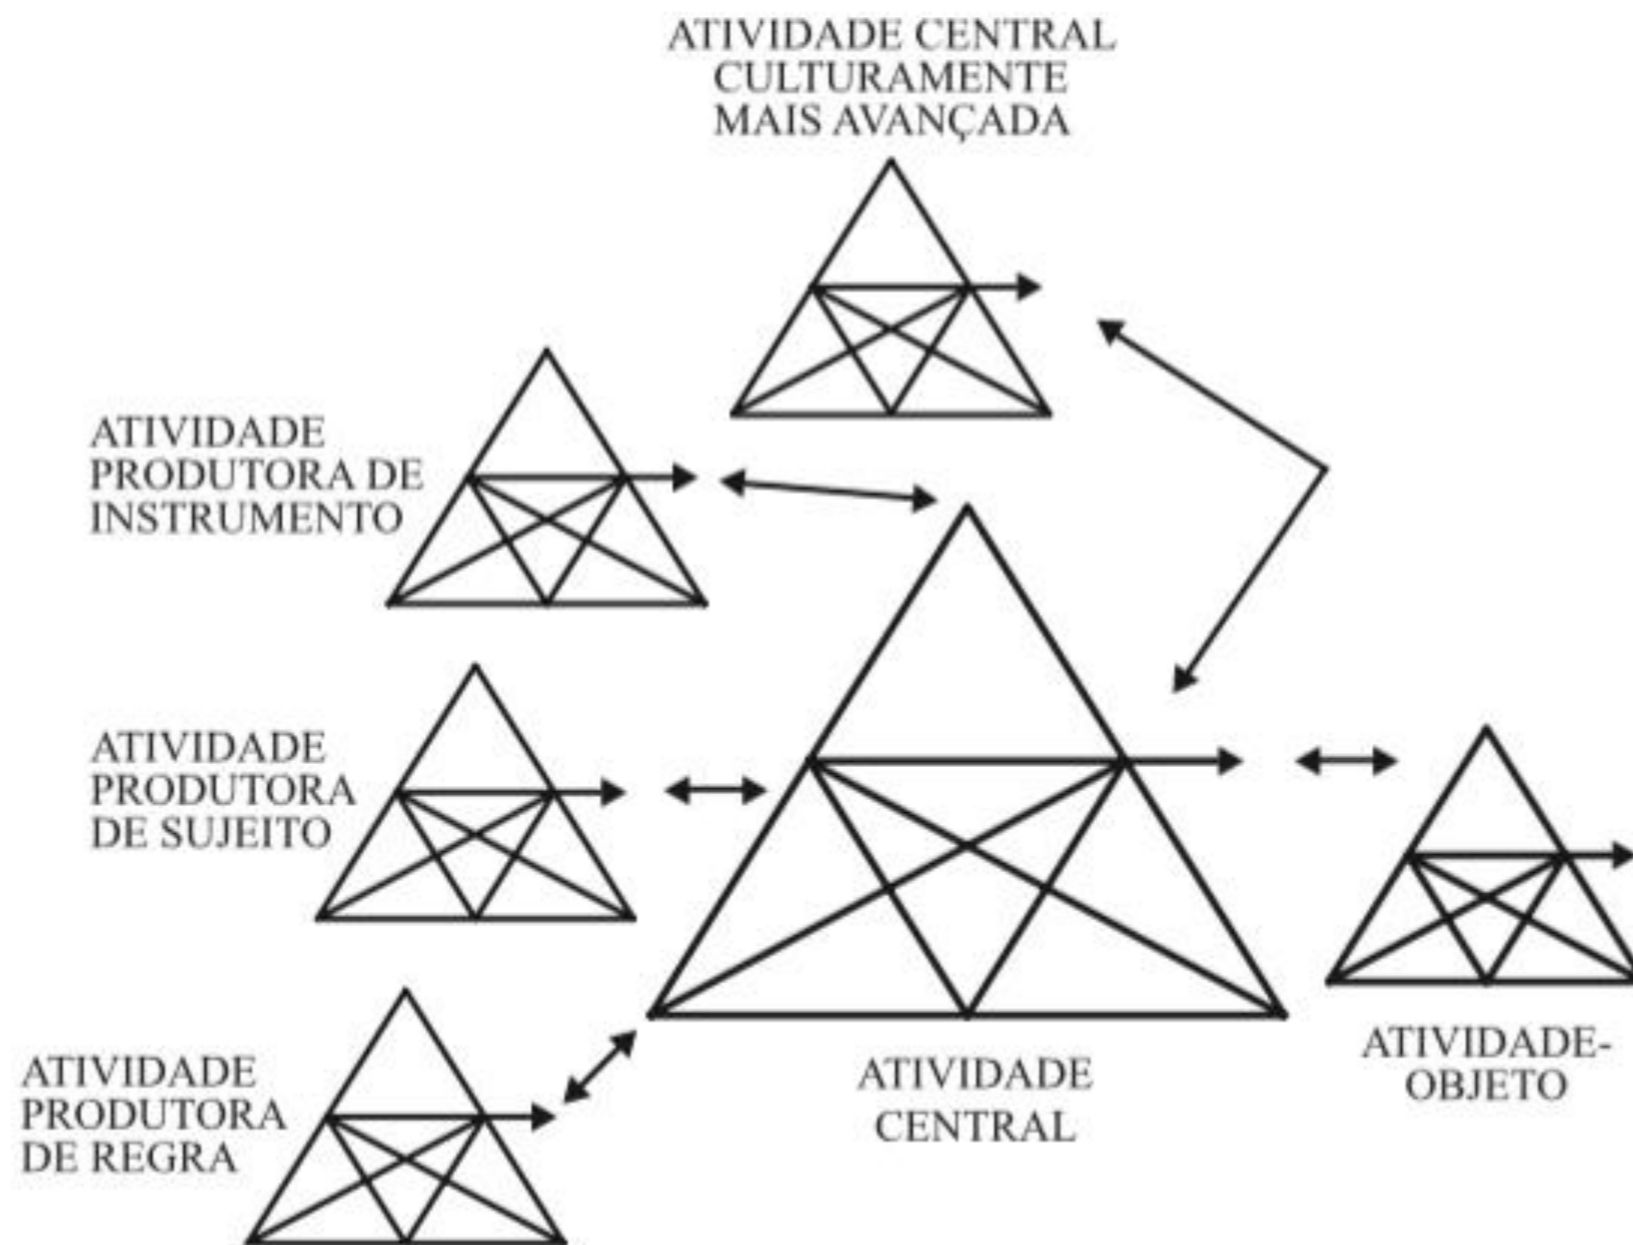 ATIVIDADE CENTRAL
CULTURAMENTE
MAIS AVANÇADA
ATIVIDADE
PRODUTORA DE
INSTRUMENTO
ATIVIDADE
PRODUTORA
DE SUJEITO
ATIVIDADE
PRODUTORA
DE REGRA
ATIVIDADE
CENTRAL
ATIVIDADE-
OBJETO